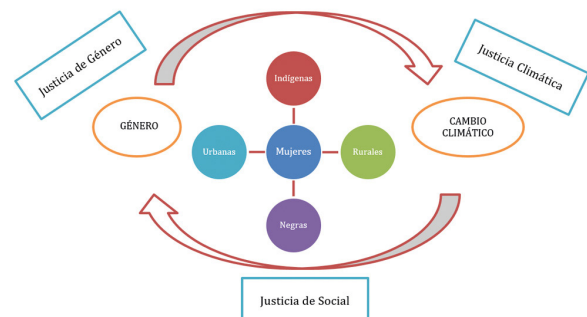 Justicia de Género
Justicia Climática
Indígenas
GÉNERO
CAMBIO
CLIMÁTICO
Urbanas
Mujeres
Rurales
Negras
Justicia de Social